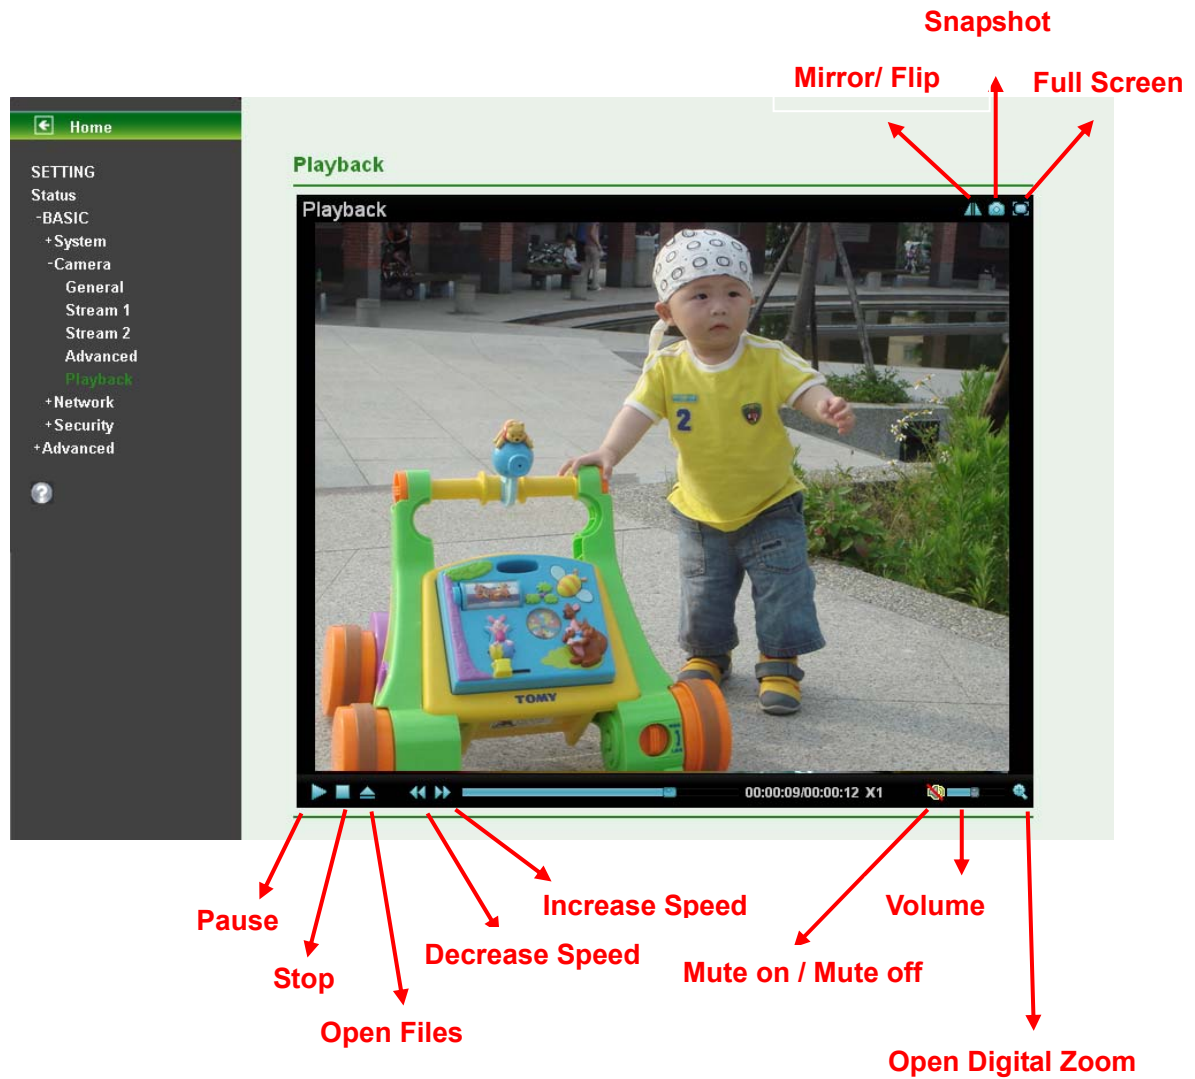 Snapshot
Mirror/ Flip
Full Screen
Home
SETTING
Status
-BASIC
+System
-Camera
General
Stream 1
Stream 2
Advanced
Playback
+Network
+Security
+Advanced
?
Playback
Playback
2
TOMY
00:00:09/00:00:12 X1
Pause
Stop
Open Files
Decrease Speed
Increase Speed
Mute on / Mute off
Volume
Open Digital Zoom